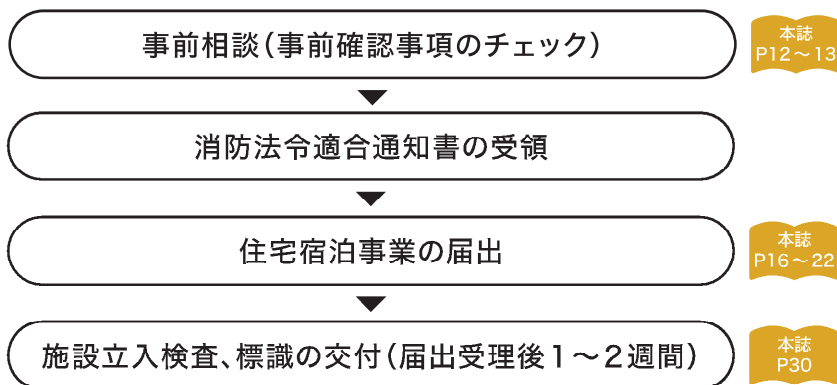 事前相談（事前確認事項のチェック）
本誌
P12～13
消防法令適合通知書の受領
住宅宿泊事業の届出
本誌
P16～22
施設立入検査、標識の交付（届出受理後１～２週間）
本誌
P30